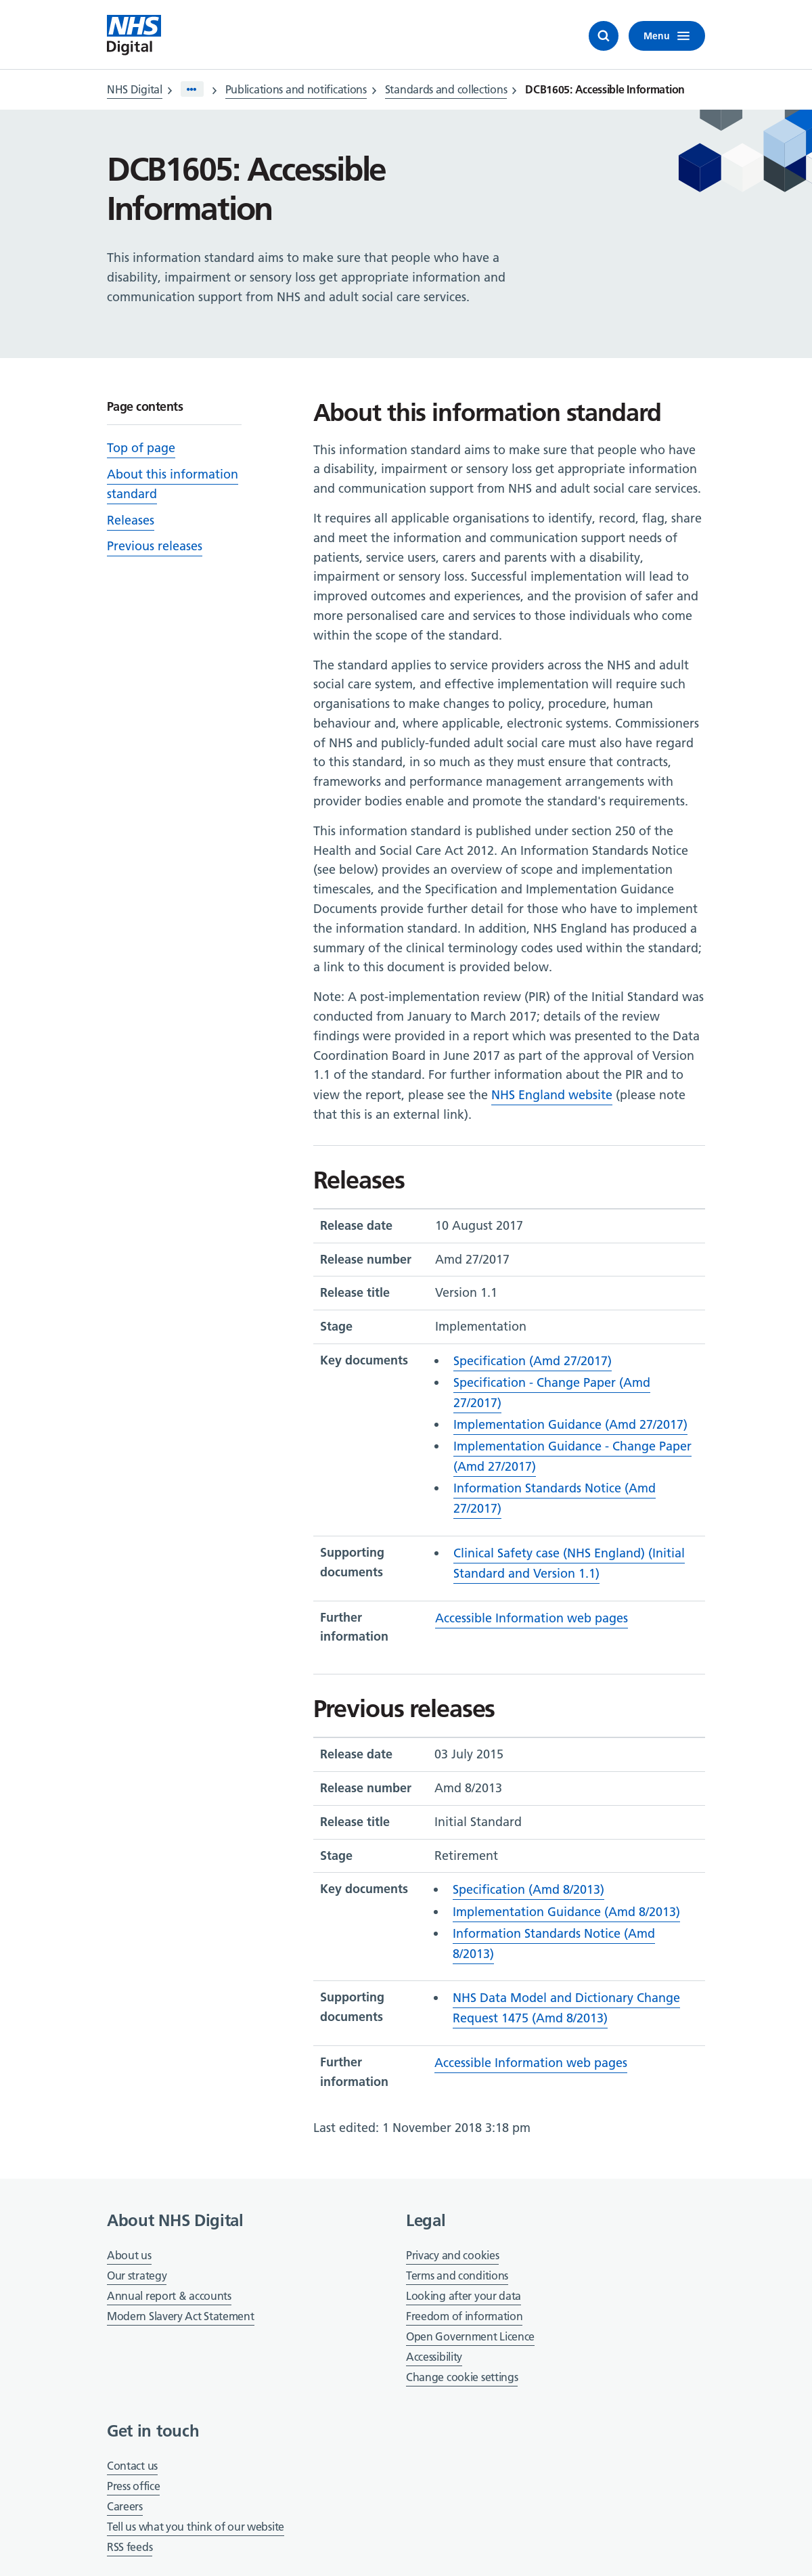 NHS
Digital
Menu
NHS Digital
Publications and notifications
Standards and collections
DCB1605: Accessible Information
DCB1605: Accessible
Information
This information standard aims to make sure that people who have a
disability, impairment or sensory loss get appropriate information and
communication support from NHS and adult social care services.
Page contents
Top of page
About this information
standard
Releases
Previous releases
About this information standard
This information standard aims to make sure that people who have
a disability, impairment or sensory loss get appropriate information
and communication support from NHS and adult social care services.
It requires all applicable organisations to identify, record, flag, share
and meet the information and communication support needs of
patients, service users, carers and parents with a disability,
impairment or sensory loss. Successful implementation will lead to
improved outcomes and experiences, and the provision of safer and
more personalised care and services to those individuals who come
within the scope of the standard.
The standard applies to service providers across the NHS and adult
social care system, and effective implementation will require such
organisations to make changes to policy, procedure, human
behaviour and, where applicable, electronic systems. Commissioners
of NHS and publicly-funded adult social care must also have regard
to this standard, in so much as they must ensure that contracts,
frameworks and performance management arrangements with
provider bodies enable and promote the standard's requirements.
This information standard is published under section 250 of the
Health and Social Care Act 2012. An Information Standards Notice
(see below) provides an overview of scope and implementation
timescales, and the Specification and Implementation Guidance
Documents provide further detail for those who have to implement
the information standard. In addition, NHS England has produced a
summary of the clinical terminology codes used within the standard;
a link to this document is provided below.
Note: A post-implementation review (PIR) of the Initial Standard was
conducted from January to March 2017; details of the review
findings were provided in a report which was presented to the Data
Coordination Board in June 2017 as part of the approval of Version
1.1 of the standard. For further information about the PIR and to
view the report, please see the NHS England website (please note
that this is an external link).
Releases
Release date 10 August 2017
Release number Amd 27/2017
Release title Version 1.1
Stage Implementation
Key documents • Specification (Amd 27/2017)
• Specification - Change Paper (Amd
27/2017)
• Implementation Guidance (Amd 27/2017)
• Implementation Guidance - Change Paper
(Amd 27/2017)
• Information Standards Notice (Amd
27/2017)
Supporting
documents
• Clinical Safety case (NHS England) (Initial
Standard and Version 1.1)
Further
information
Accessible Information web pages
Previous releases
Release date 03 July 2015
Release number Amd 8/2013
Release title Initial Standard
Stage Retirement
Key documents • Specification (Amd 8/2013)
• Implementation Guidance (Amd 8/2013)
• Information Standards Notice (Amd
8/2013)
Supporting
documents
• NHS Data Model and Dictionary Change
Request 1475 (Amd 8/2013)
Further
information
Accessible Information web pages
Last edited: 1 November 2018 3:18 pm
About NHS Digital
About us
Our strategy
Annual report & accounts
Modern Slavery Act Statement
Legal
Privacy and cookies
Terms and conditions
Looking after your data
Freedom of information
Open Government Licence
Accessibility
Change cookie settings
Get in touch
Contact us
Press office
Careers
Tell us what you think of our website
RSS feeds